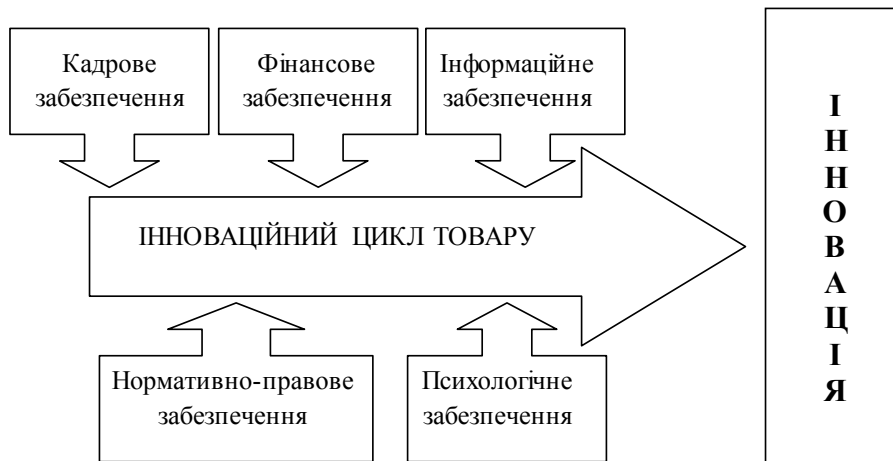 Кадрове
забезпечення
Фінансове
забезпечення
Інформаційне
забезпечення
ІННОВАЦІЙНИЙ ЦИКЛ ТОВАРУ
Нормативно-правове
забезпечення
Психологічне
забезпечення
І
Н
Н
О
В
А
Ц
І
Я